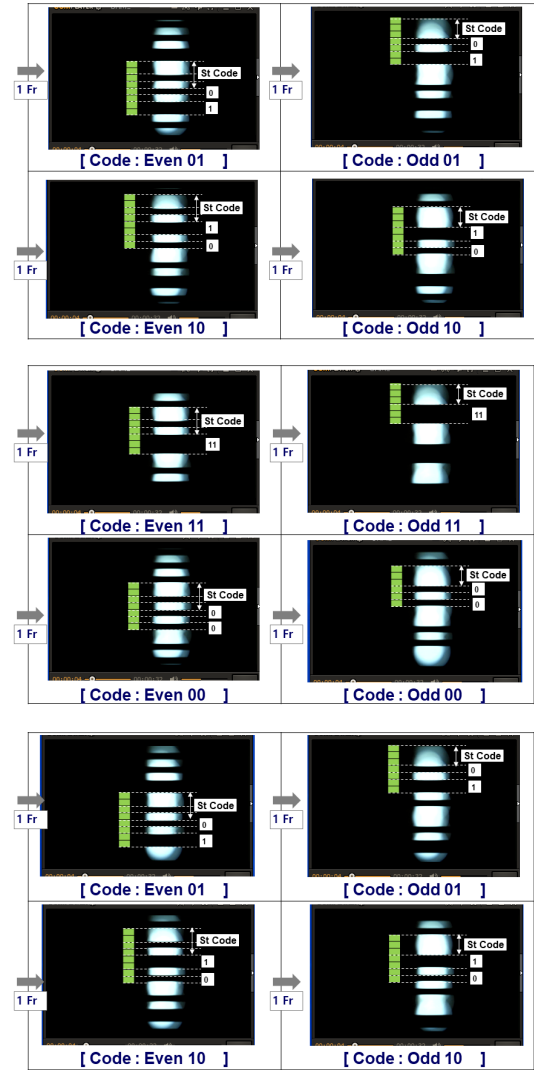 St Code
0
1
1 Fr
[ Code : Even 01 ]
St Code
0
1
1 Fr
[ Code : Odd 01 ]
St Code
1
0
1 Fr
[ Code : Even 10 ]
St Code
1
0
1 Fr
[ Code : Odd 10 ]
St Code
11
1 Fr
[ Code : Even 11 ]
St Code
11
1 Fr
[ Code : Odd 11 ]
St Code
0
0
1 Fr
[ Code : Even 00 ]
St Code
0
0
1 Fr
[ Code : Odd 00 ]
St Code
0
1
1 Fr
[ Code : Even 01 ]
St Code
0
1
1 Fr
[ Code : Odd 01 ]
St Code
1
0
1 Fr
[ Code : Even 10 ]
St Code
1
0
1 Fr
[ Code : Odd 10 ]